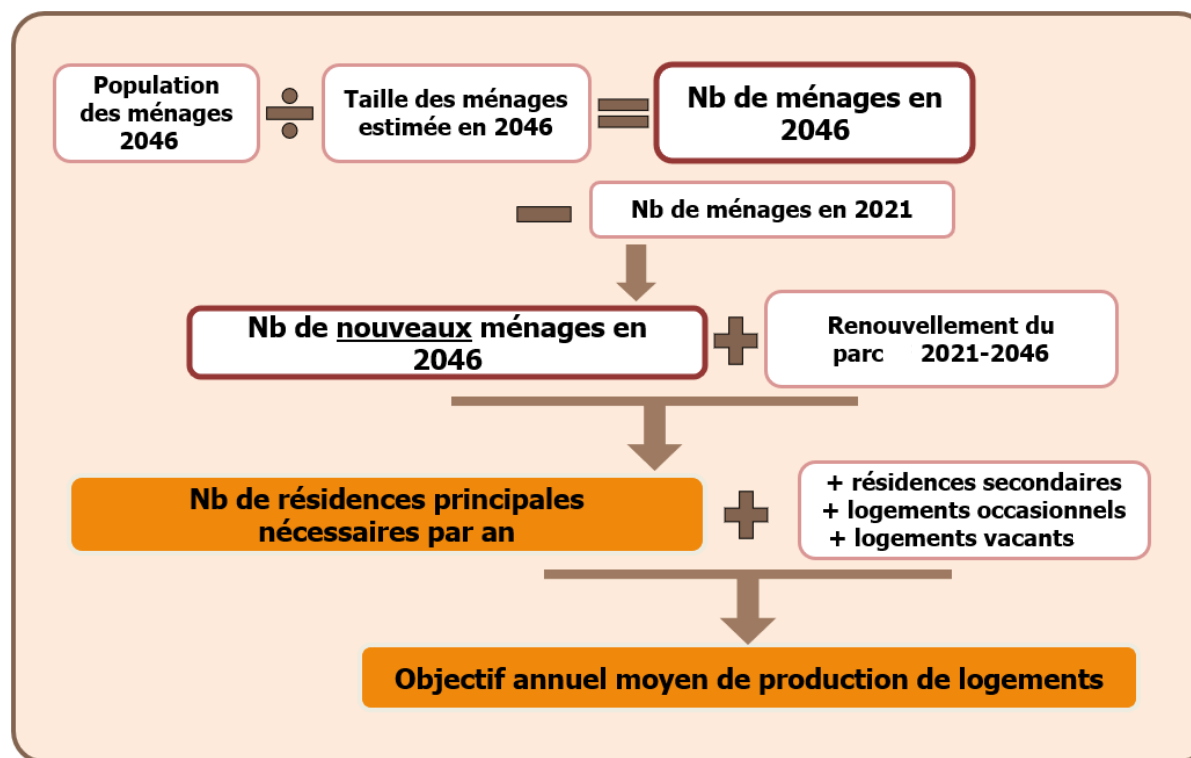 Population
des ménages
2046
Taille des ménages
estimée en 2046
Nb de ménages en
2046
Nb de ménages en 2021
Nb de nouveaux ménages en
2046
Renouvellement du
parc 2021-2046
Nb de résidences principales
nécessaires par an
+ résidences secondaires
+ logements occasionnels
+ logements vacants
Objectif annuel moyen de production de logements